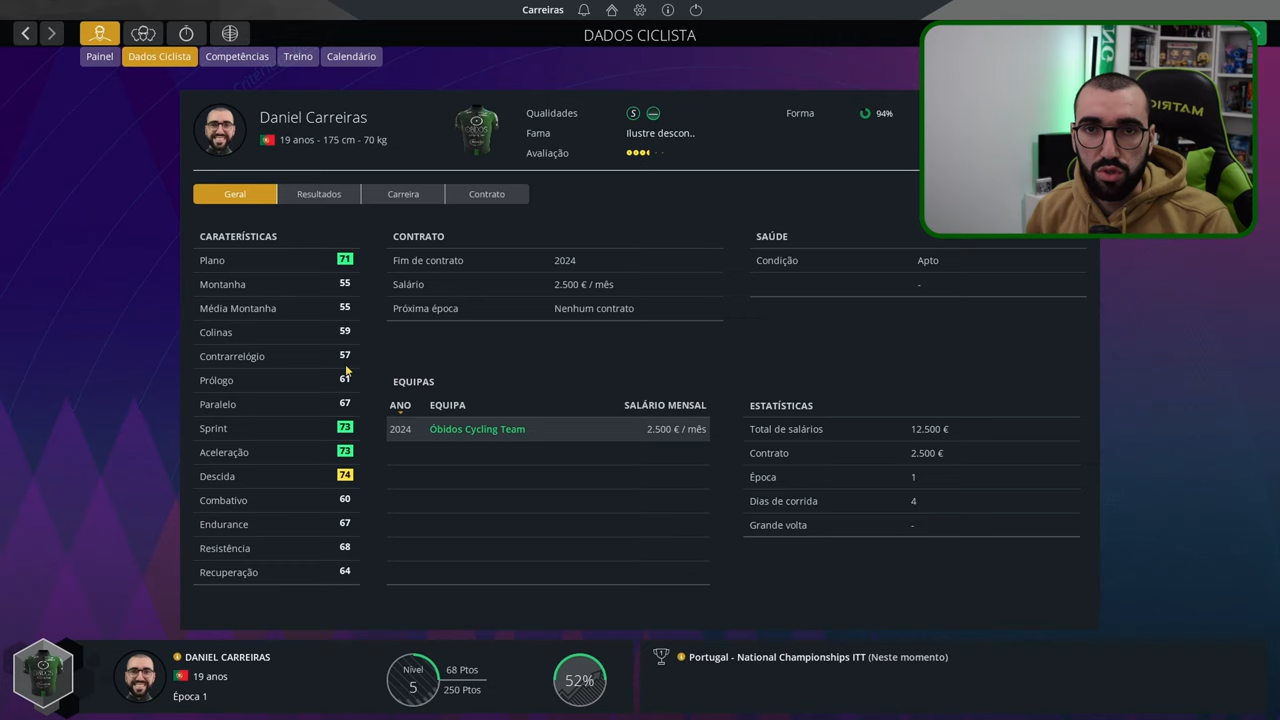 Carreiras
DADOS CICLISTA
Painel
Dados Ciclista
Competências
Treino
Calendário
MATRICS
Daniel Carreiras
19 anos - 175 cm - 70 kg
ÓBIDOS
Qualidades
S
Forma
94%
Fama
Ilustre descon..
Avaliação
Geral
Resultados
Carreira
Contrato
CARATERÍSTICAS
Plano 71
Montanha 55
Média Montanha 55
Colinas 59
Contrarrelógio 57
Prólogo 61
Paralelo 67
Sprint 73
Aceleração 73
Descida 74
Combativo 60
Endurance 67
Resistência 68
Recuperação 64
CONTRATO
Fim de contrato 2024
Salário 2.500 € / mês
Próxima época Nenhum contrato
SAÚDE
Condição Apto
-
EQUIPAS
ANO EQUIPA SALÁRIO MENSAL
2024 Óbidos Cycling Team 2.500 € / mês
ESTATÍSTICAS
Total de salários 12.500 €
Contrato 2.500 €
Época 1
Dias de corrida 4
Grande volta -
DANIEL CARREIRAS
19 anos
Época 1
Nível
5
68 Ptos
250 Ptos
52%
Portugal - National Championships ITT (Neste momento)